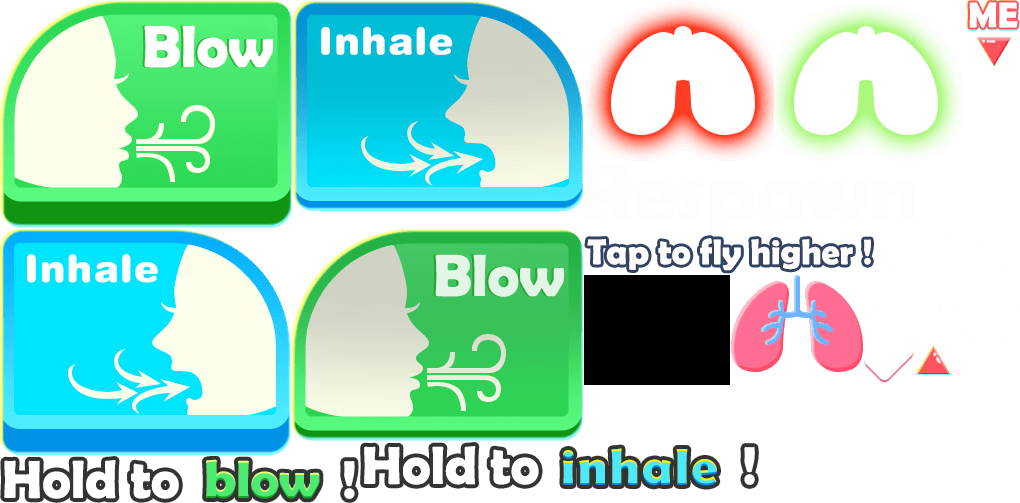 Blow
Inhale
ME
Respawn
Tap to fly higher !
Inhale
Blow
Hold to blow !
Hold to inhale !